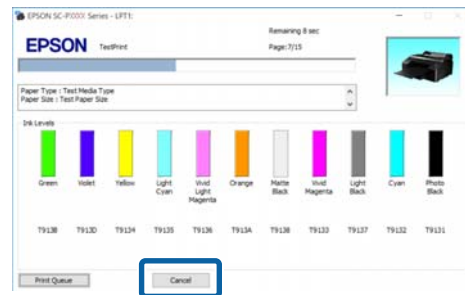 EPSON SC-PXXXX Series - LPT1:
EPSON
TestPrint
Remaining 8 sec
Page: 7/15
Paper Type : Test Media Type
Paper Size : Test Paper Size
Ink Levels
Green Violet Yellow Light Cyan Vivid Light Magenta Orange Matte Black Vivid Magenta Light Black Cyan Photo Black
T913B T913D T9134 T9135 T9136 T913A T9138 T9133 T9137 T9132 T9131
Print Queue Cancel